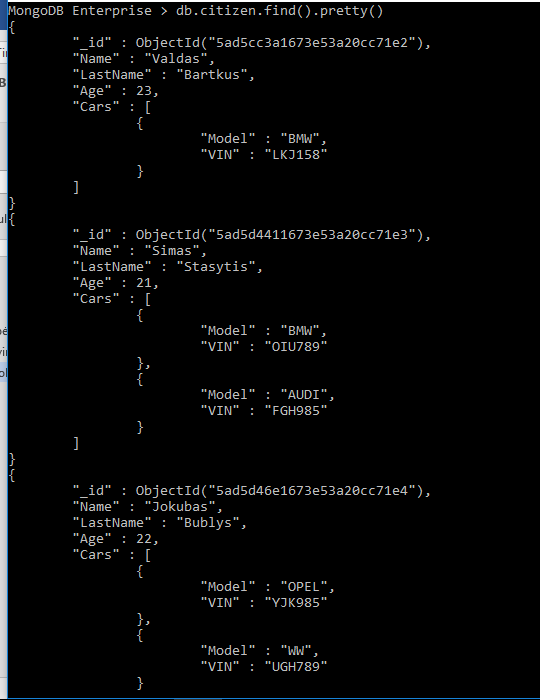 MongoDB Enterprise > db.citizen.find().pretty()
{
"_id" : ObjectId("5ad5cc3a1673e53a20cc71e2"),
"Name" : "Valdas",
"LastName" : "Bartkus",
"Age" : 23,
"Cars" : [
{
"Model" : "BMW",
"VIN" : "LKJ158"
}
]
}
{
"_id" : ObjectId("5ad5d4411673e53a20cc71e3"),
"Name" : "Simas",
"LastName" : "Stasytis",
"Age" : 21,
"Cars" : [
{
"Model" : "BMW",
"VIN" : "OIU789"
},
{
"Model" : "AUDI",
"VIN" : "FGH985"
}
]
}
{
"_id" : ObjectId("5ad5d46e1673e53a20cc71e4"),
"Name" : "Jokubas",
"LastName" : "Bublys",
"Age" : 22,
"Cars" : [
{
"Model" : "OPEL",
"VIN" : "YJK985"
},
{
"Model" : "WW",
"VIN" : "UGH789"
}